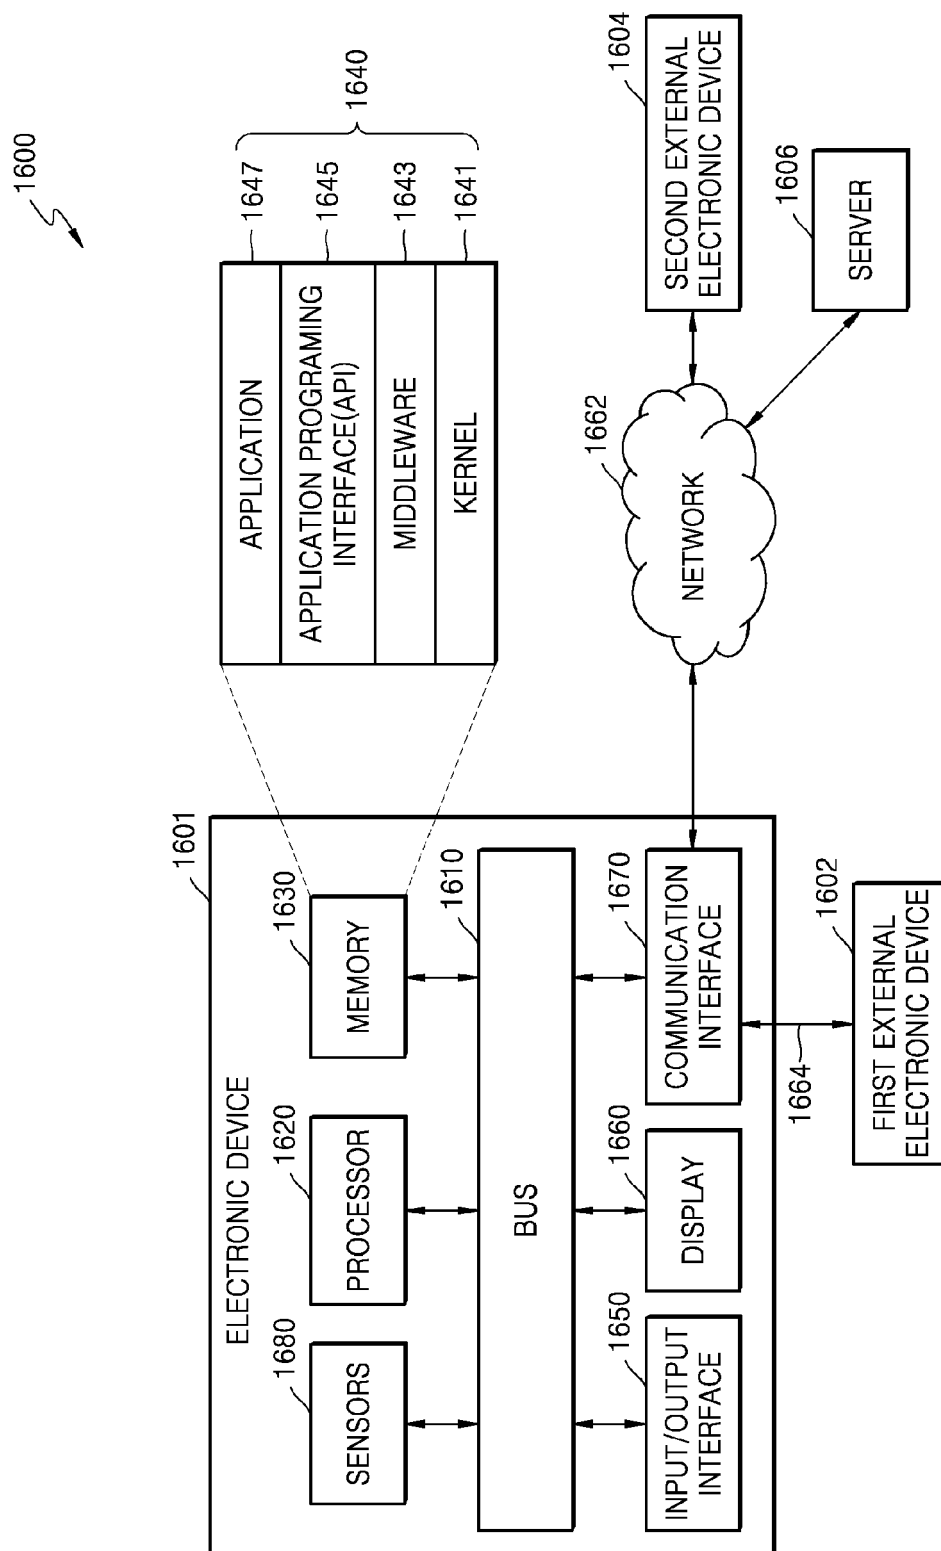 1600
ELECTRONIC DEVICE
1601
SENSORS
1680
PROCESSOR
1620
MEMORY
1630
BUS
1610
INPUT/OUTPUT
INTERFACE
1650
DISPLAY
1660
COMMUNICATION
INTERFACE
1670
APPLICATION
1647
APPLICATION PROGRAMING
INTERFACE(API)
1645
MIDDLEWARE
1643
KERNEL
1641
1640
1664
FIRST EXTERNAL
ELECTRONIC DEVICE
1602
NETWORK
1662
SECOND EXTERNAL
ELECTRONIC DEVICE
1604
SERVER
1606